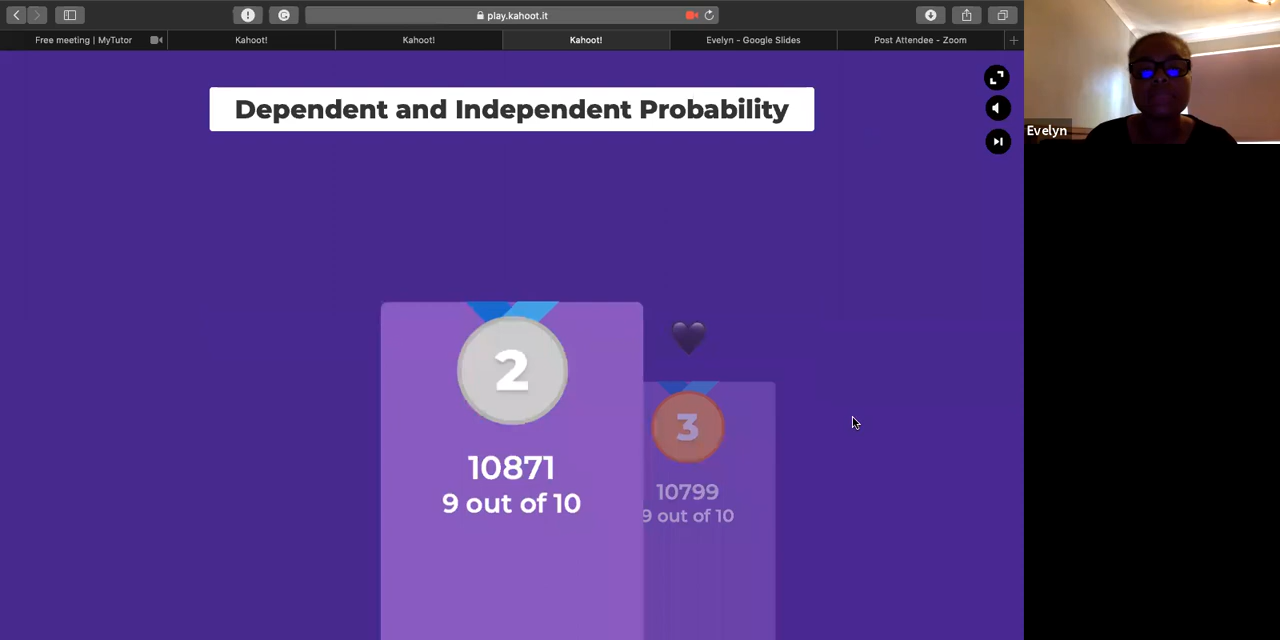 play.kahoot.it
Free meeting | MyTutor
Kahoot!
Kahoot!
Kahoot!
Evelyn - Google Slides
Post Attendee - Zoom
Dependent and Independent Probability
Evelyn
2
10871
9 out of 10
3
10799
9 out of 10